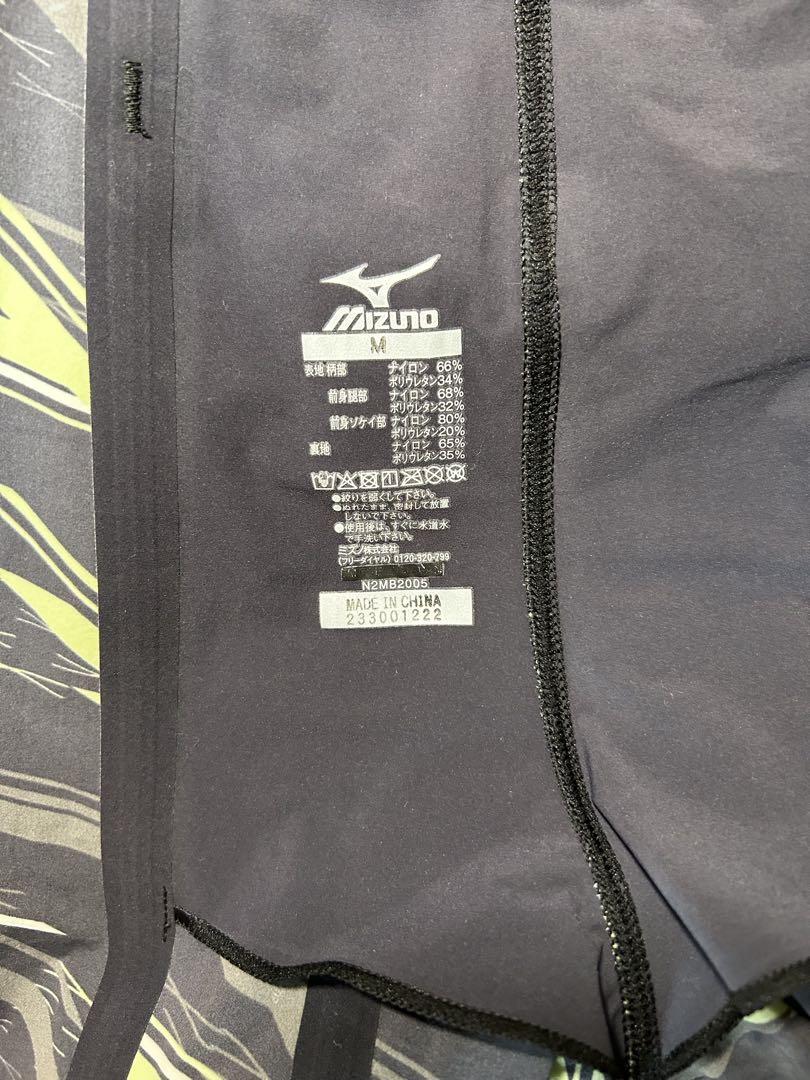 MIZUNO
M
表地 柄部 ナイロン 66%
ポリウレタン34%
前身腿部 ナイロン 68%
ポリウレタン32%
前身ソケイ部 ナイロン 80%
ポリウレタン20%
裏地 ナイロン 65%
ポリウレタン35%
●絞りを弱くして下さい。
●ぬれたまま、密封して放置
しないで下さい。
●使用後は、すぐに水道水
で手洗い下さい。
ミズノ株式会社
(フリーダイヤル) 0120-320-799
N2MB2005
MADE IN CHINA
233001222